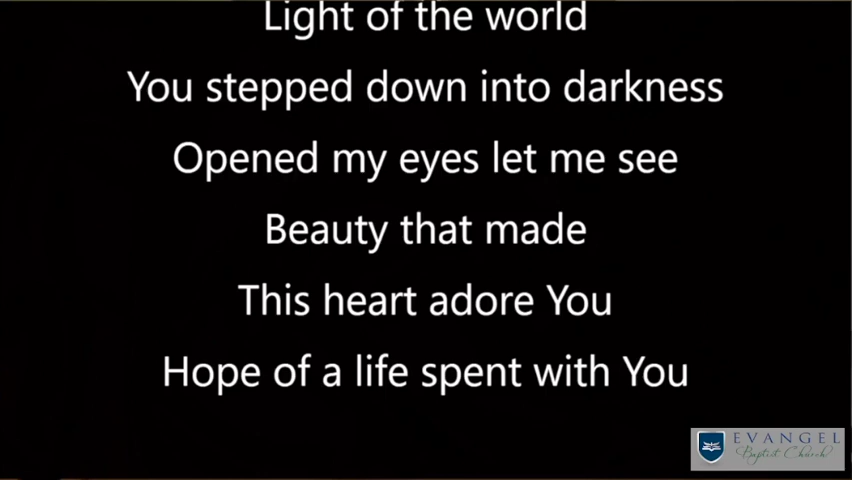 Light of the world
You stepped down into darkness
Opened my eyes let me see
Beauty that made
This heart adore You
Hope of a life spent with You
EVANGEL
Baptist Church